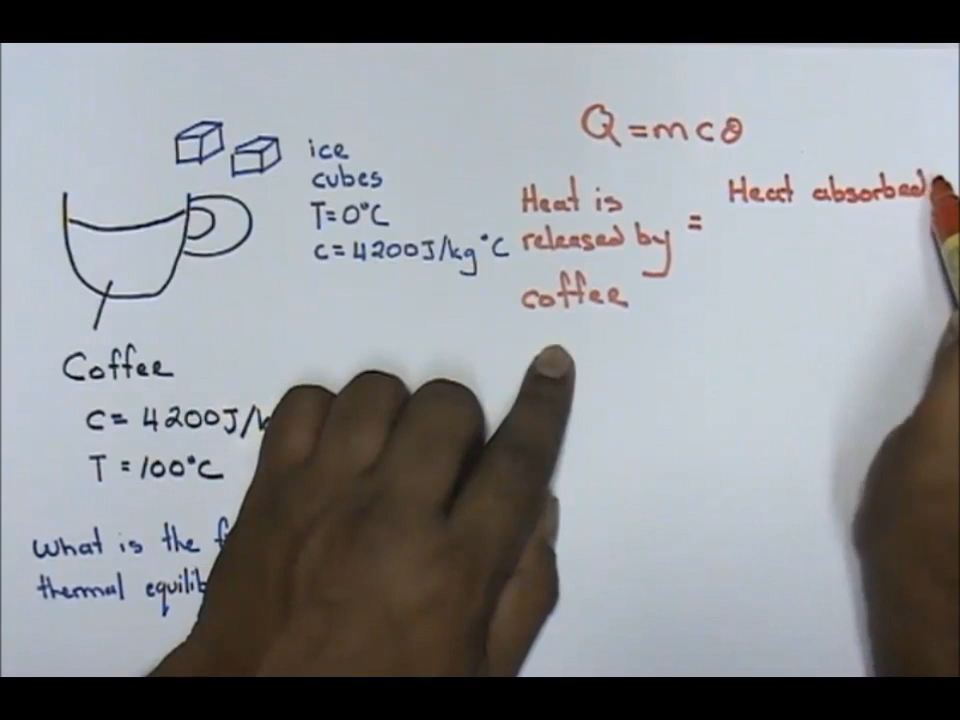 ice
cubes
T=0°C
c=4200J/kg°C
Coffee
c= 4200J/
T=100°C
What is the
thermal
Q=mcθ
Heat is
released by
coffee
=
Heat absorbed